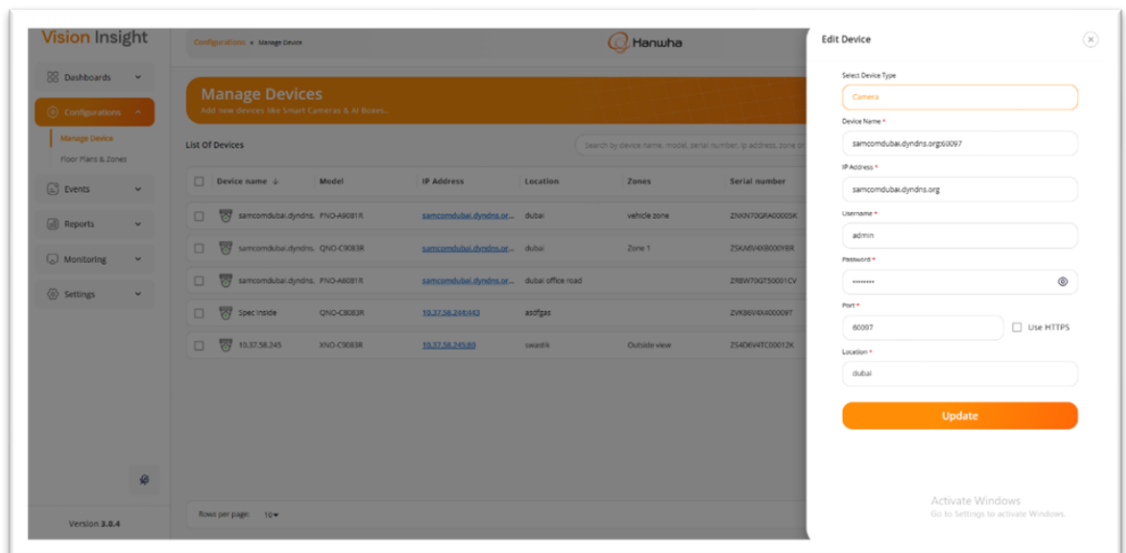 Vision Insight
Dashboards
Configurations
Manage Device
Floor Plans & Zones
Events
Reports
Monitoring
Settings
Version 3.0.4
Configurations • Manage Device
Hanwha
Manage Devices
Add new devices like Smart Cameras & AI Boxes..
List Of Devices
Search by device name, model, serial number, ip address, zone or
Device name Model IP Address Location Zones Serial number
samcomdubai.dyndns. PNO-A9081R samcomdubai.dyndns.or... dubai vehicle zone
samcomdubai.dyndns. QNO-C9083R samcomdubai.dyndns.or... dubai Zone 1
samcomdubai.dyndns. samcomdubai.dyndns.or... dubai office road
Spec Inside 10.37.58.244:443 asdfgas
10.37.58.245 XNO-C9083R 10.37.58.245:80 swastik Outside view
Rows per page: 10
Edit Device
Select Device Type
Camera
Device Name *
samcomdubai.dyndns.org:60097
IP Address *
samcomdubai.dyndns.org
Username *
admin
Password *
••••••••
Port *
60097
Use HTTPS
Location *
dubai
Update
Activate Windows
Go to Settings to activate Windows.